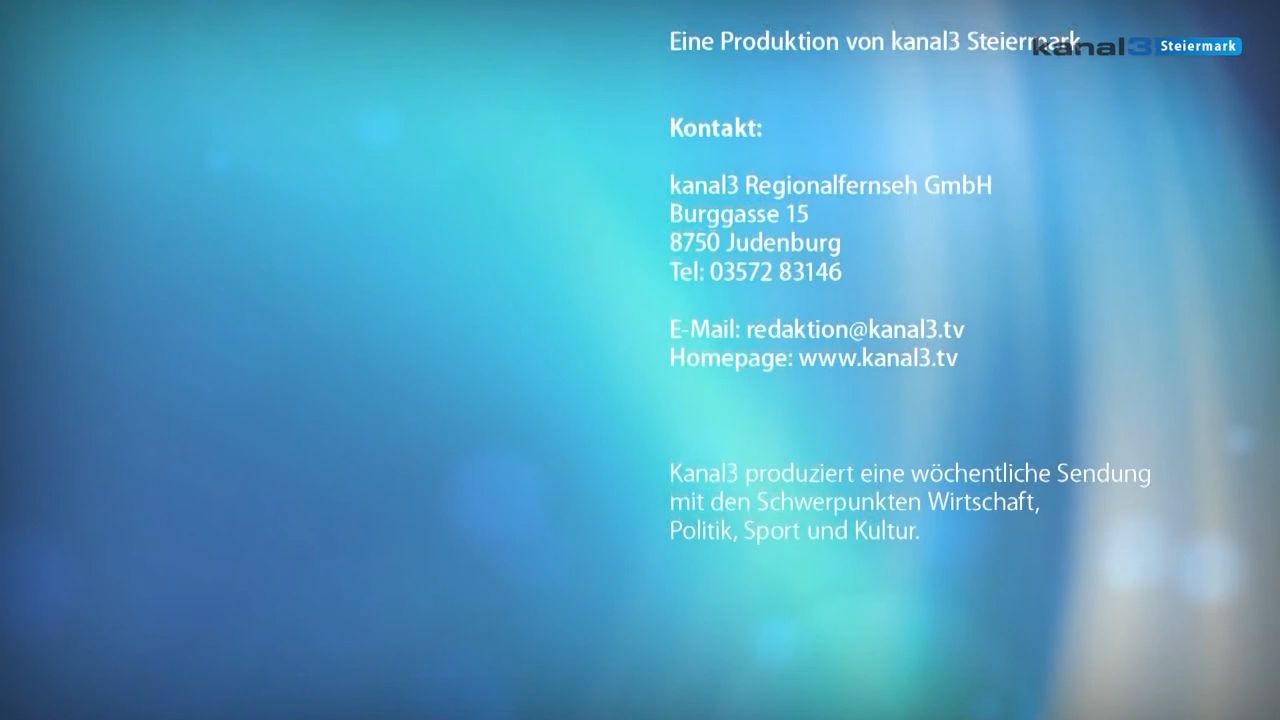 Eine Produktion von kanal3 Steiermark
kanal3 Steiermark
Kontakt:
kanal3 Regionalfernseh GmbH
Burggasse 15
8750 Judenburg
Tel: 03572 83146
E-Mail: redaktion@kanal3.tv
Homepage: www.kanal3.tv
Kanal3 produziert eine wöchentliche Sendung
mit den Schwerpunkten Wirtschaft,
Politik, Sport und Kultur.